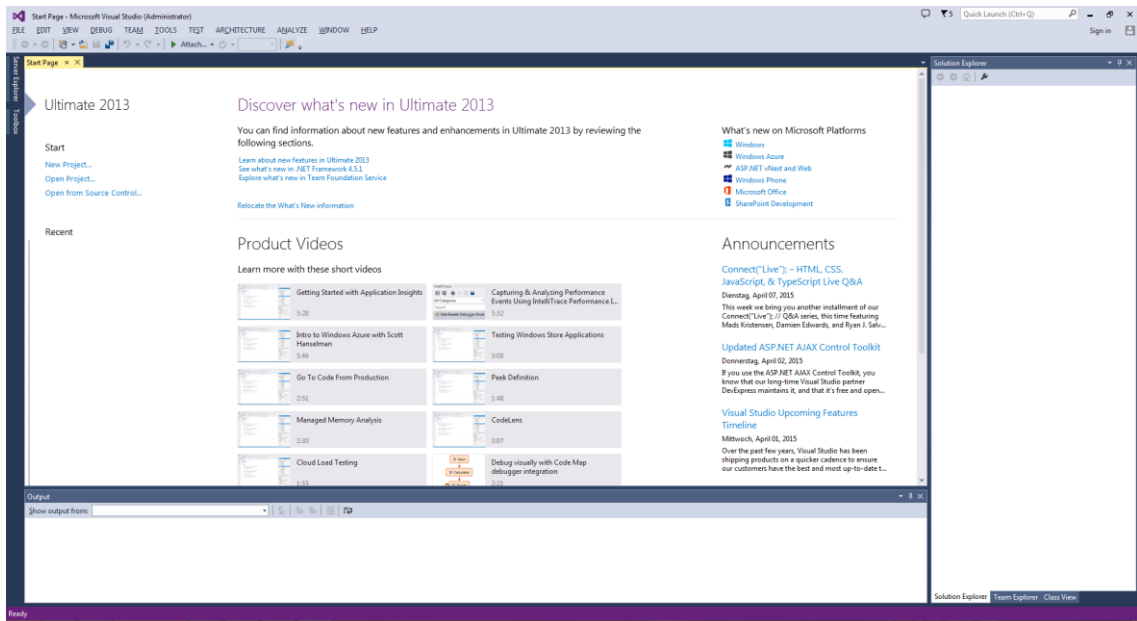 Start Page - Microsoft Visual Studio (Administrator)
5
Quick Launch (Ctrl+Q)
FILE EDIT VIEW DEBUG TEAM TOOLS TEST ARCHITECTURE ANALYZE WINDOW HELP
Sign in
Attach...
Server Explorer
Toolbox
Start Page
Ultimate 2013
Start
New Project...
Open Project...
Open from Source Control...
Recent
Discover what's new in Ultimate 2013
You can find information about new features and enhancements in Ultimate 2013 by reviewing the
following sections.
Learn about new features in Ultimate 2013
See what's new in .NET Framework 4.5.1
Explore what's new in Team Foundation Service
Relocate the What's New information
What's new on Microsoft Platforms
Windows
Windows Azure
ASP.NET vNext and Web
Windows Phone
Microsoft Office
SharePoint Development
Product Videos
Learn more with these short videos
Getting Started with Application Insights
5:28
Capturing & Analyzing Performance
Events Using IntelliTrace Performance I...
5:32
Intro to Windows Azure with Scott
Hanselman
5:46
Testing Windows Store Applications
3:00
Go To Code From Production
2:51
Peek Definition
1:48
Managed Memory Analysis
2:30
CodeLens
3:07
Cloud Load Testing
1:55
Debug visually with Code Map
debugger integration
2:21
Announcements
Connect("Live"); – HTML, CSS,
JavaScript, & TypeScript Live Q&A
Dienstag, April 07, 2015
This week we bring you another installment of our
Connect("Live"); // Q&A series, this time featuring
Mads Kristensen, Damien Edwards, and Ryan J. Salv...
Updated ASP.NET AJAX Control Toolkit
Donnerstag, April 02, 2015
If you use the ASP.NET AJAX Control Toolkit, you
know that our long-time Visual Studio partner
DevExpress maintains it, and that it's free and open...
Visual Studio Upcoming Features
Timeline
Mittwoch, April 01, 2015
Over the past few years, Visual Studio has been
shipping products on a quicker cadence to ensure
our customers have the best and most up-to-date t...
Solution Explorer
Output
Show output from:
Solution Explorer Team Explorer Class View
Ready